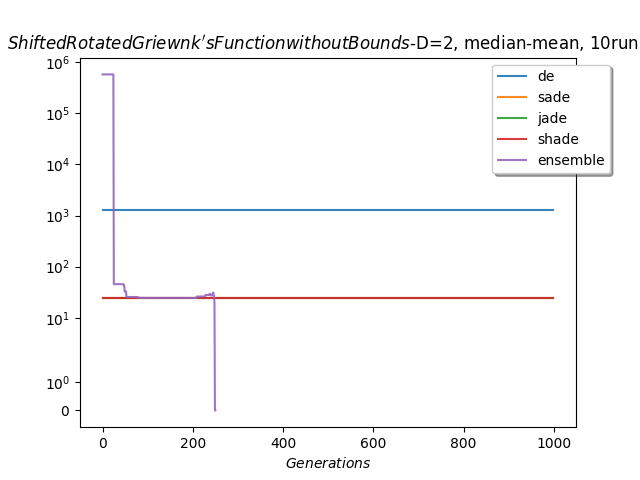 ShiftedRotatedGriewnk'sFunctionwithoutBounds-D=2, median-mean, 10run
10^6
10^5
10^4
10^3
10^2
10^1
10^0
0
de
sade
jade
shade
ensemble
0 200 400 600 800 1000
Generations